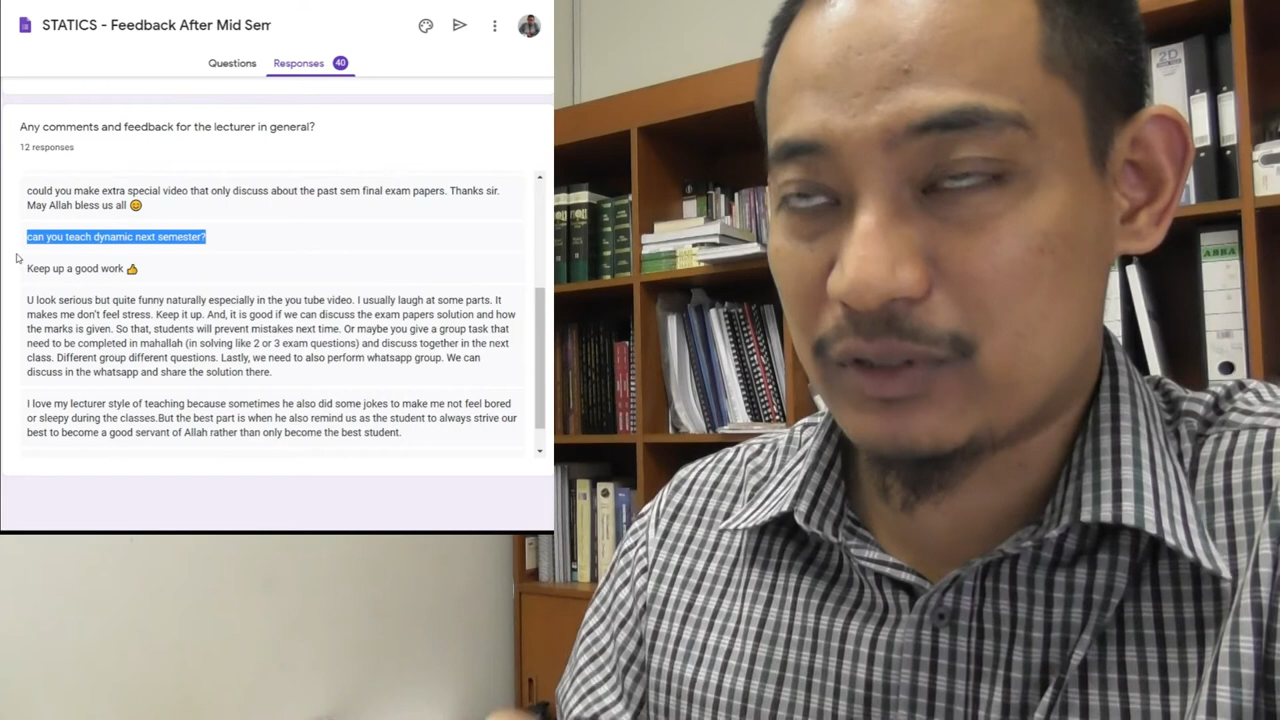 STATICS - Feedback After Mid Sem
Questions
Responses 40
Any comments and feedback for the lecturer in general?
12 responses
could you make extra special video that only discuss about the past sem final exam papers. Thanks sir.
May Allah bless us all 😊
can you teach dynamic next semester?
Keep up a good work 👍
U look serious but quite funny naturally especially in the you tube video. I usually laugh at some parts. It
makes me don't feel stress. Keep it up. And, it is good if we can discuss the exam papers solution and how
the marks is given. So that, students will prevent mistakes next time. Or maybe you give a group task that
need to be completed in mahallah (in solving like 2 or 3 exam questions) and discuss together in the next
class. Different group different questions. Lastly, we need to also perform whatsapp group. We can
discuss in the whatsapp and share the solution there.
I love my lecturer style of teaching because sometimes he also did some jokes to make me not feel bored
or sleepy during the classes.But the best part is when he also remind us as the student to always strive our
best to become a good servant of Allah rather than only become the best student.
2D
ABBA